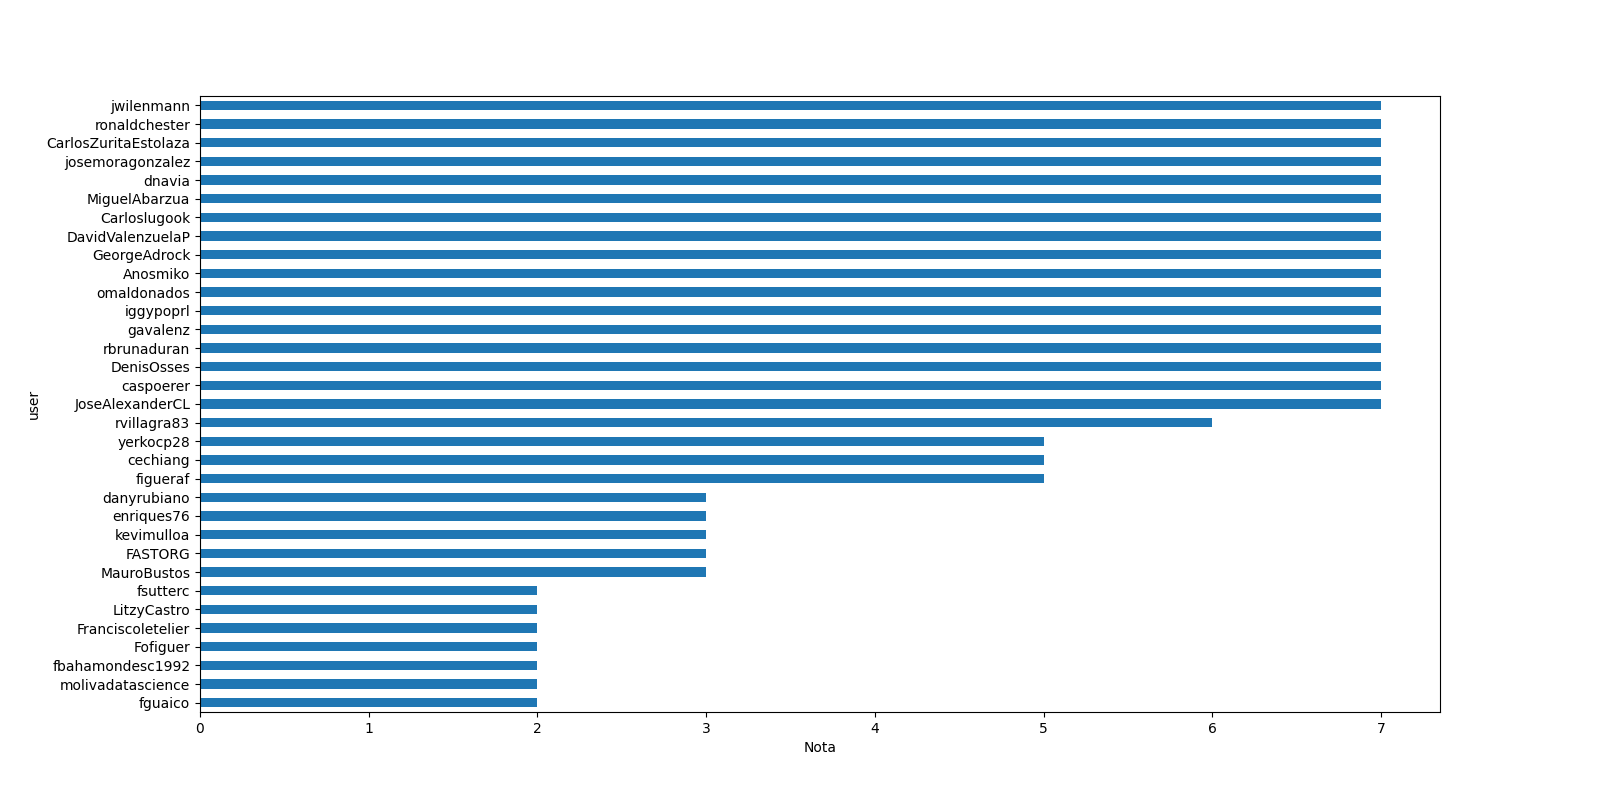 jwilenmann
ronaldchester
CarlosZuritaEstolaza
josemoragonzalez
dnavia
MiguelAbarzua
Carloslugook
DavidValenzuelaP
GeorgeAdrock
Anosmiko
omaldonados
iggypoprl
gavalenz
rbrunaduran
DenisOsses
caspoerer
JoseAlexanderCL
rvillagra83
yerkocp28
cechiang
figueraf
danyrubiano
enriques76
kevimulloa
FASTORG
MauroBustos
fsutterc
LitzyCastro
Franciscoletelier
Fofiguer
fbahamondesc1992
molivadatascience
fguaico
user
0 1 2 3 4 5 6 7
Nota